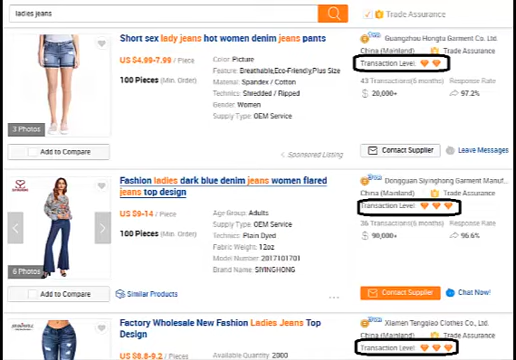 ladies jeans
Trade Assurance
Short sex lady jeans hot women denim jeans pants
US $4.99-7.99 / Piece
100 Pieces (Min. Order)
Color: Picture
Feature: Breathable,Eco-Friendly,Plus Size
Material: Spandex / Cotton
Technics: Shredded / Ripped
Gender: Women
Supply Type: OEM Service
3 Photos
Add to Compare
Sponsored Listing
Guangzhou Hongfa Garment Co. Ltd.
China (Mainland) Trade Assurance
Transaction Level
43 Transactions(6 months) Response Rate
$ 20,000+ 97.2%
Contact Supplier Leave Messages
Fashion ladies dark blue denim jeans women flared
jeans top design
US $9-14 / Piece
100 Pieces (Min. Order)
Age Group: Adults
Supply Type: OEM Service
Technics: Plain Dyed
Fabric Weight: 12oz
Model Number: 2017101701
Brand Name: SIYINGHONG
6 Photos
Add to Compare
Similar Products
...
Dongguan Siyinghong Garment Manuf...
China (Mainland) Trade Assurance
Transaction Level
36 Transactions(6 months) Response Rate
$ 90,000+ 96.6%
Contact Supplier Chat Now!
Factory Wholesale New Fashion Ladies Jeans Top
Design
US $8.8-9.2 / Piece
Available Quantity: 2000
Xiamen Tengqiao Clothes Co., Ltd.
China (Mainland) Trade Assurance
Transaction Level